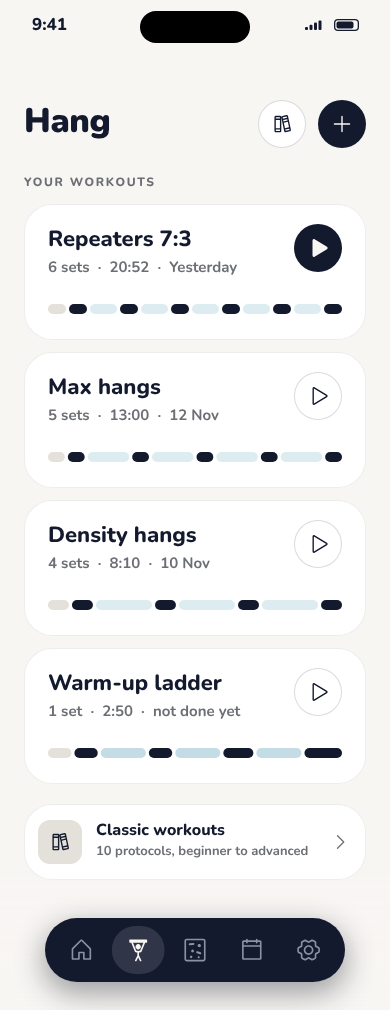 9:41
Hang
YOUR WORKOUTS
Repeaters 7:3
6 sets · 20:52 · Yesterday
Max hangs
5 sets · 13:00 · 12 Nov
Density hangs
4 sets · 8:10 · 10 Nov
Warm-up ladder
1 set · 2:50 · not done yet
Classic workouts
10 protocols, beginner to advanced